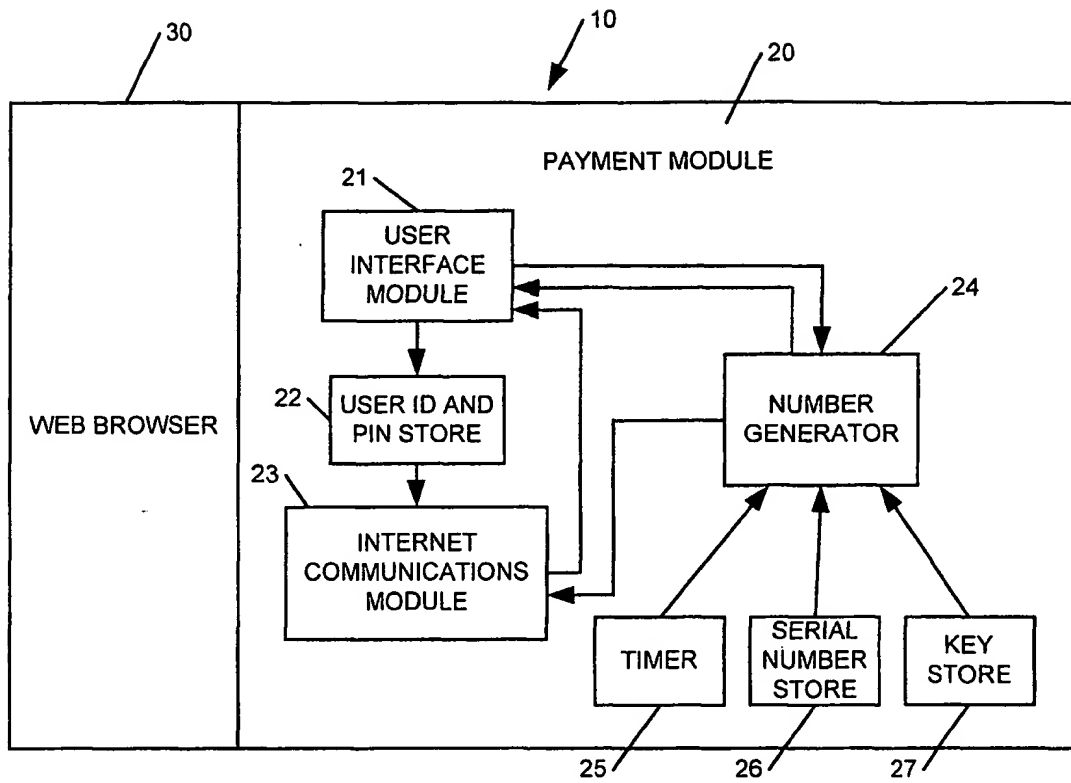 30
10
20
PAYMENT MODULE
21
USER
INTERFACE
MODULE
24
22
USER ID AND
PIN STORE
WEB BROWSER
NUMBER
GENERATOR
23
INTERNET
COMMUNICATIONS
MODULE
TIMER
SERIAL
NUMBER
STORE
KEY
STORE
25
26
27